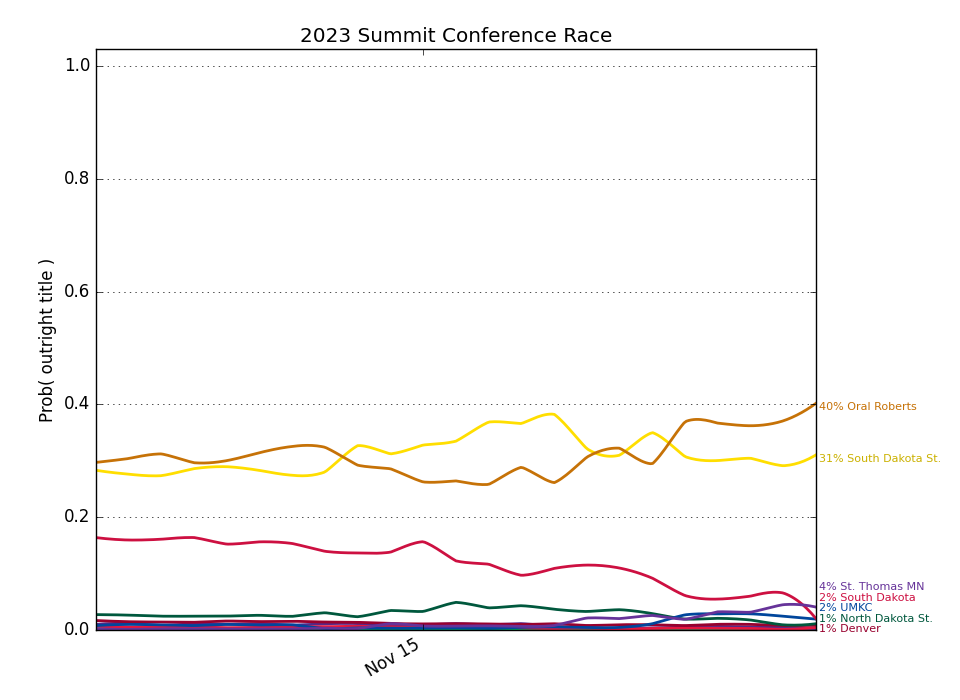 2023 Summit Conference Race
1.0
0.8
0.6
0.4
0.2
0.0
Prob( outright title )
Nov 15
40% Oral Roberts
31% South Dakota St.
4% St. Thomas MN
2% South Dakota
2% UMKC
1% North Dakota St.
1% Denver